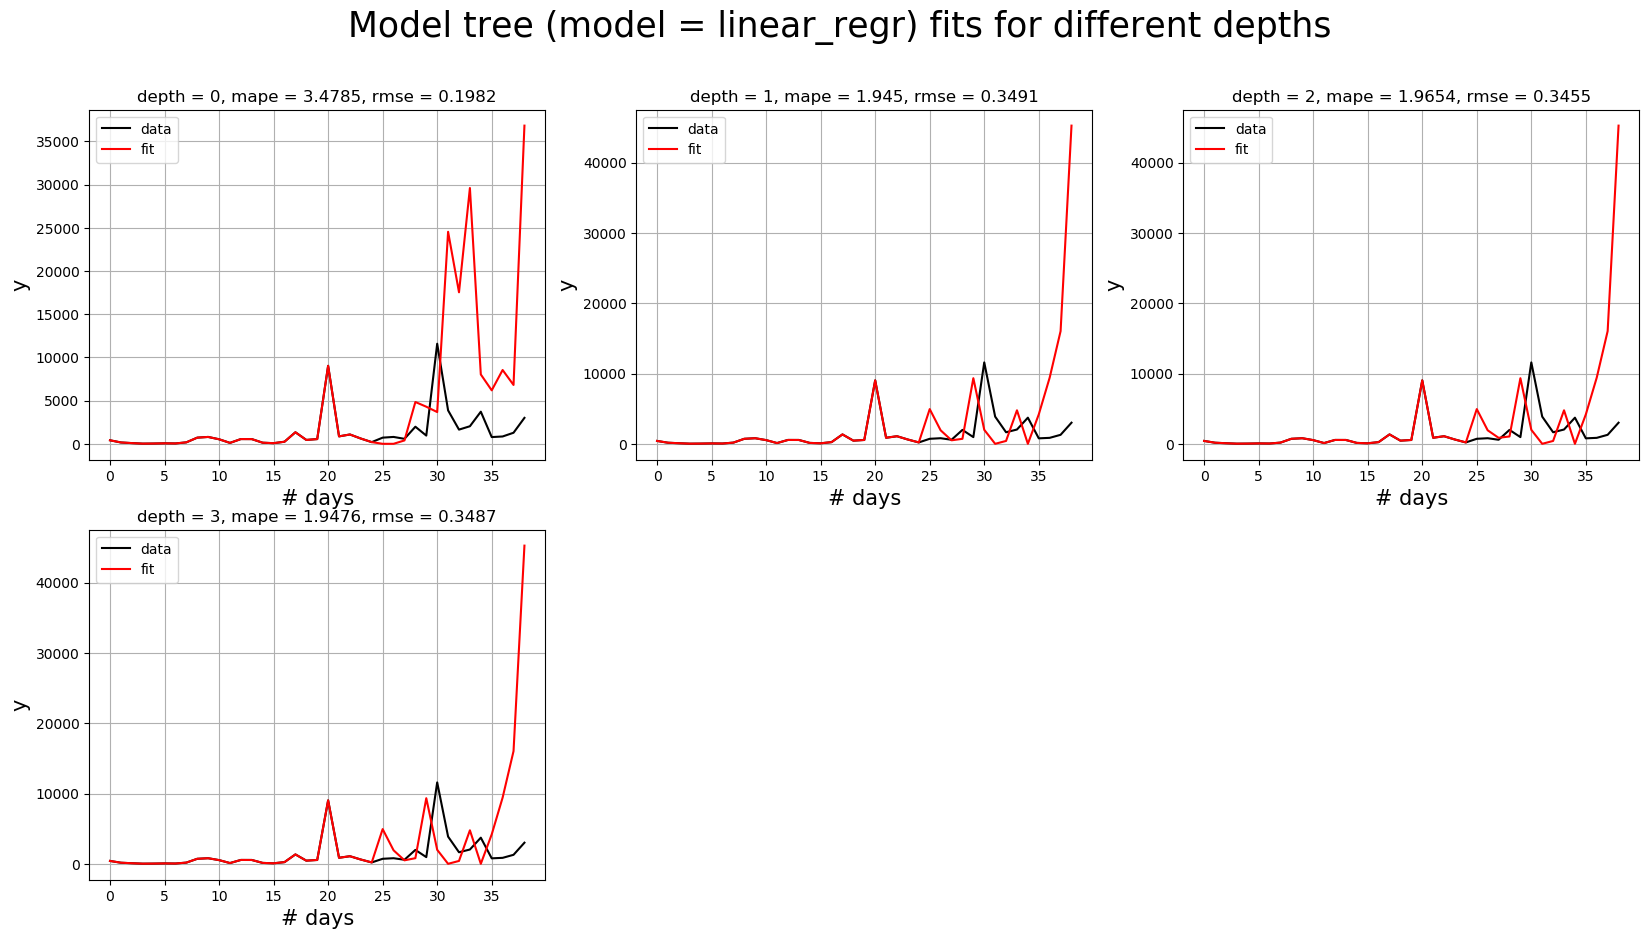 Model tree (model = linear_regr) fits for different depths
depth = 0, mape = 3.4785, rmse = 0.1982
data
fit
35000
30000
25000
20000
15000
10000
5000
0
y
0 5 10 15 20 25 30 35
# days
depth = 1, mape = 1.945, rmse = 0.3491
data
fit
40000
30000
20000
10000
0
y
0 5 10 15 20 25 30 35
# days
depth = 2, mape = 1.9654, rmse = 0.3455
data
fit
40000
30000
20000
10000
0
y
0 5 10 15 20 25 30 35
# days
depth = 3, mape = 1.9476, rmse = 0.3487
data
fit
40000
30000
20000
10000
0
y
0 5 10 15 20 25 30 35
# days